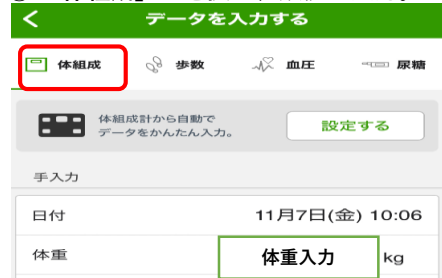 データを入力する
体組成 歩数 血圧 尿糖
体組成計から自動で
データをかんたん入力。
設定する
手入力
日付 11月7日(金) 10:06
体重 体重入力 kg